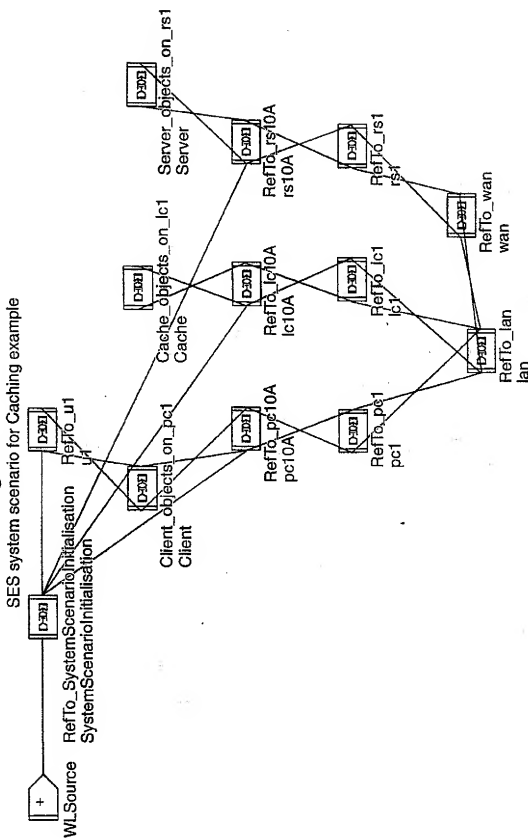 SES system scenario for Caching example
+
WLSource
RefTo_SystemScenarioInitialisation
SystemScenarioInitialisation
RefTo_u1
u1
Client_objects_on_pc1
Client
Cache_objects_on_lc1
Cache
Server_objects_on_rs1
Server
RefTo_pc10A
pc10A
RefTo_lc10A
lc10A
RefTo_rs10A
rs10A
RefTo_pc1
pc1
RefTo_lc1
lc1
RefTo_rs1
rs1
RefTo_lan
lan
RefTo_wan
wan